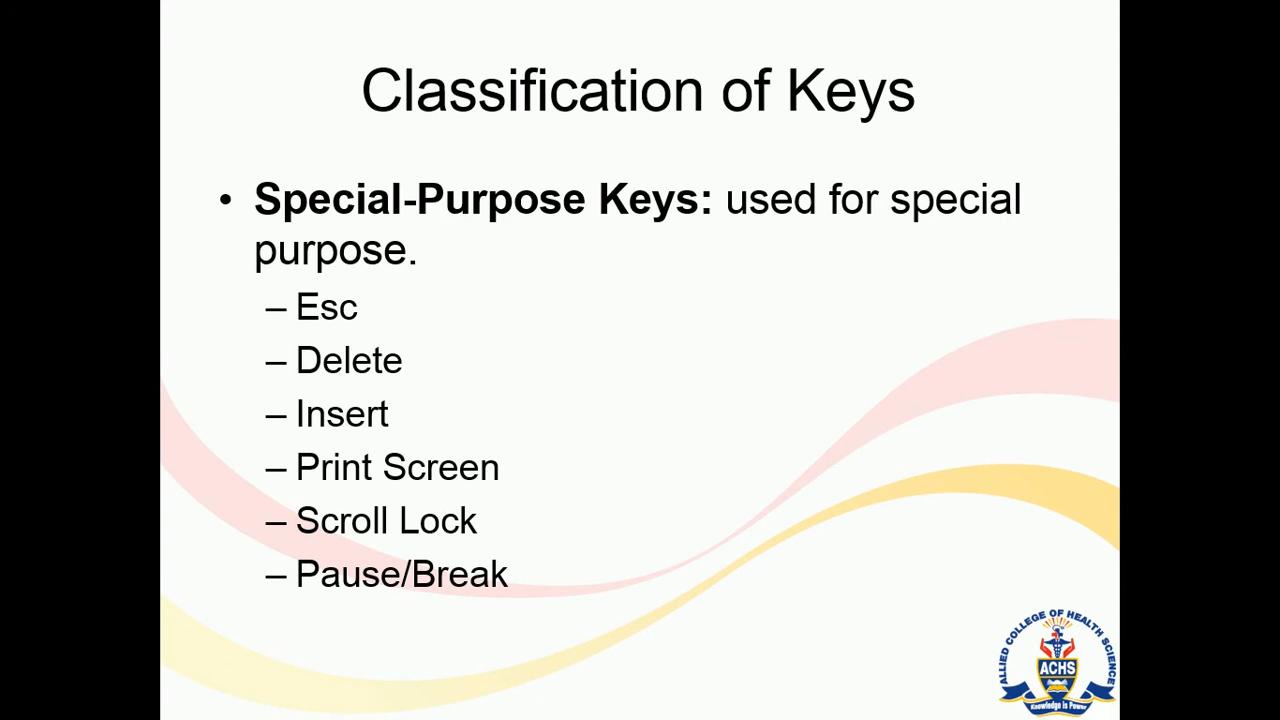 Classification of Keys
• Special-Purpose Keys: used for special
purpose.
– Esc
– Delete
– Insert
– Print Screen
– Scroll Lock
– Pause/Break
ALLIED COLLEGE OF HEALTH SCIENCE
ACHS
Knowledge is Power